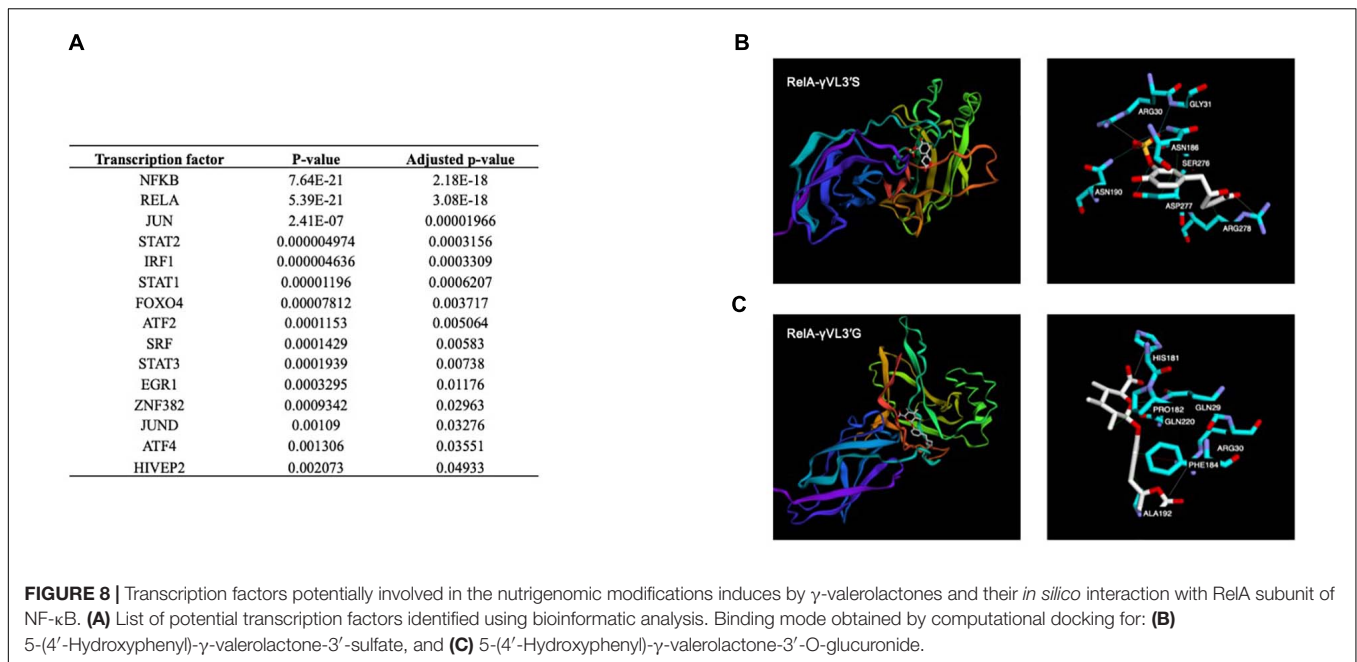 A
Transcription factor P-value Adjusted p-value
NFKB 7.64E-21 2.18E-18
RELA 5.39E-21 3.08E-18
JUN 2.41E-07 0.00001966
STAT2 0.000004974 0.0003156
IRF1 0.000004636 0.0003309
STAT1 0.00001196 0.0006207
FOXO4 0.00007812 0.003717
ATF2 0.0001153 0.005064
SRF 0.0001429 0.00583
STAT3 0.0001939 0.00738
EGR1 0.0003295 0.01176
ZNF382 0.0009342 0.02963
JUND 0.00109 0.03276
ATF4 0.001306 0.03551
HIVEP2 0.002073 0.04933
B
RelA-γVL3'S
ARG30
GLY31
ASN186
SER276
ASN190
ASP277
ARG278
C
RelA-γVL3'G
HIS181
PRO182
GLN29
GLN220
ARG30
PHE184
ALA192
FIGURE 8 | Transcription factors potentially involved in the nutrigenomic modifications induces by γ-valerolactones and their in silico interaction with RelA subunit of
NF-κB. (A) List of potential transcription factors identified using bioinformatic analysis. Binding mode obtained by computational docking for: (B)
5-(4′-Hydroxyphenyl)-γ-valerolactone-3′-sulfate, and (C) 5-(4′-Hydroxyphenyl)-γ-valerolactone-3′-O-glucuronide.